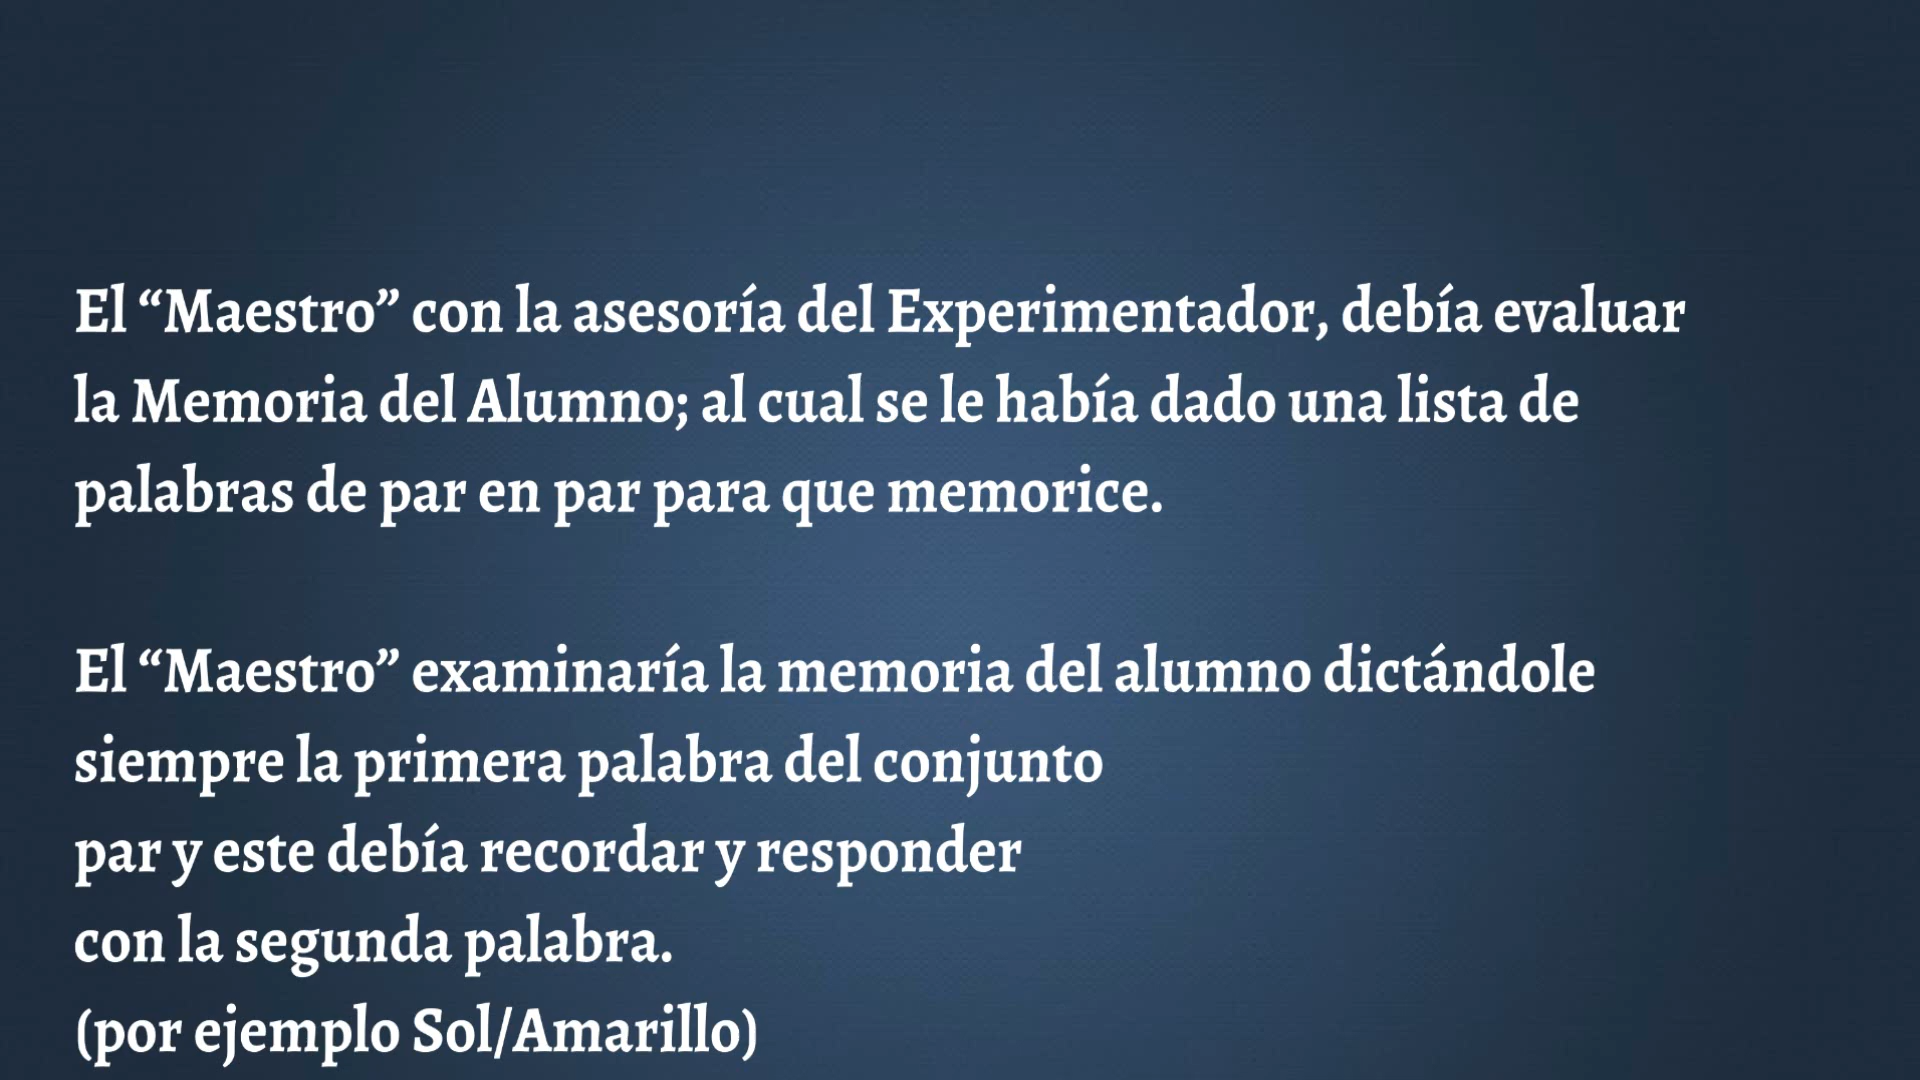 El “Maestro” con la asesoría del Experimentador, debía evaluar
la Memoria del Alumno; al cual se le había dado una lista de
palabras de par en par para que memorice.
El “Maestro” examinaría la memoria del alumno dictándole
siempre la primera palabra del conjunto
par y este debía recordar y responder
con la segunda palabra.
(por ejemplo Sol/Amarillo)